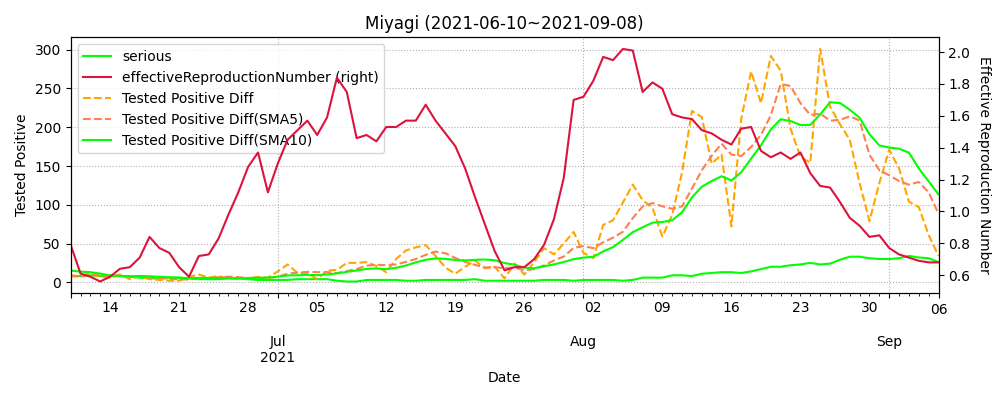 Miyagi (2021-06-10~2021-09-08)
serious
effectiveReproductionNumber (right)
Tested Positive Diff
Tested Positive Diff(SMA5)
Tested Positive Diff(SMA10)
Tested Positive
300
250
200
150
100
50
0
Effective Reproduction Number
2.0
1.8
1.6
1.4
1.2
1.0
0.8
0.6
14 21 28 05 12 19 26 02 09 16 23 30 06
Jul Aug Sep
2021
Date